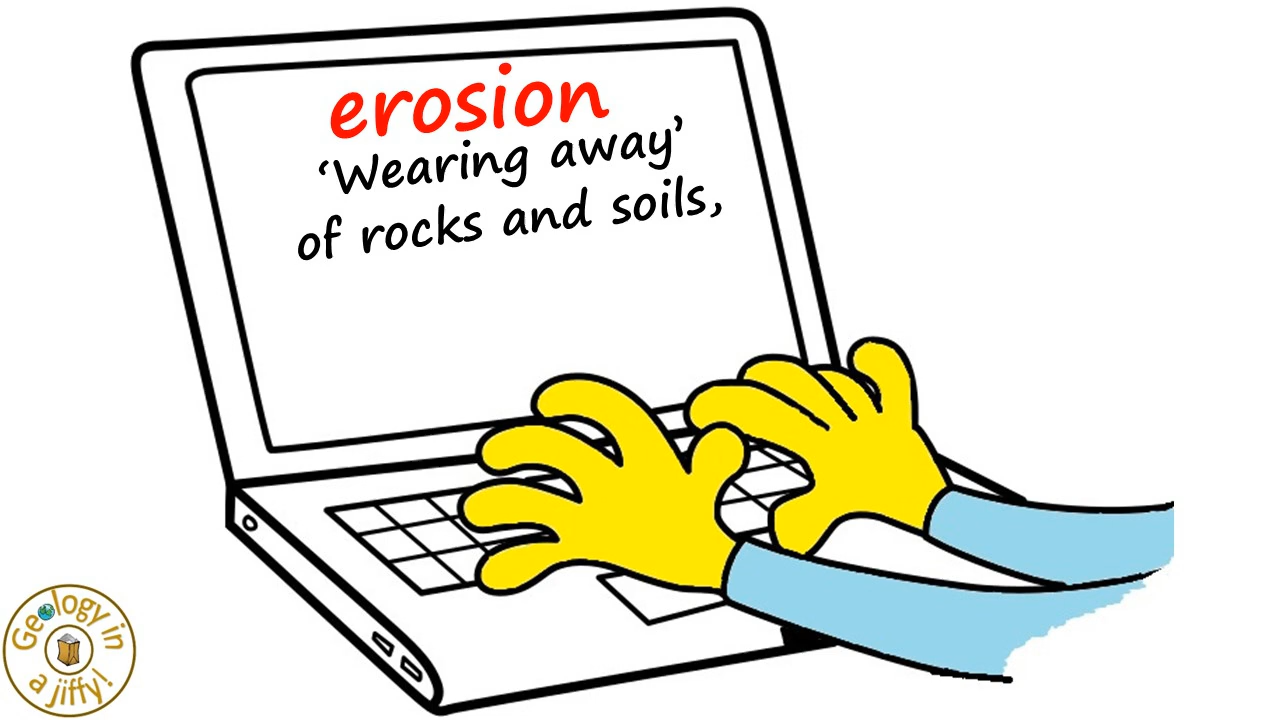 erosion
‘Wearing away’
of rocks and soils,
Geology in
a jiffy!